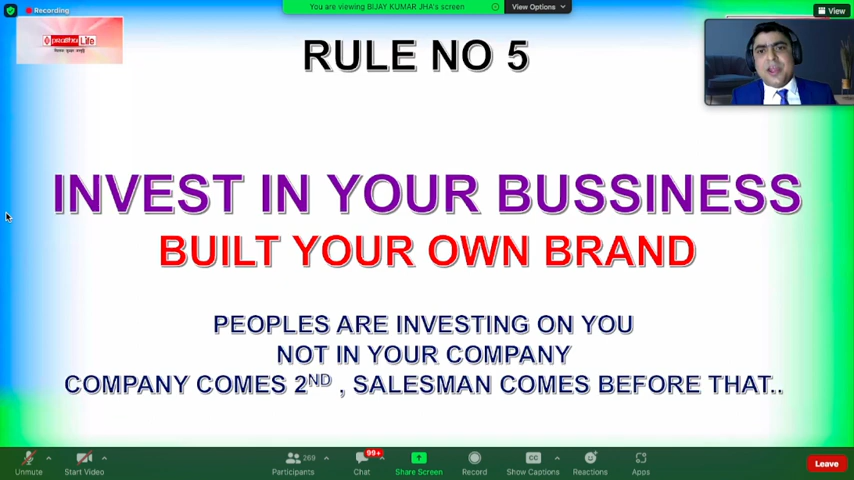 Recording
You are viewing BIJAY KUMAR JHA's screen
View Options
View
prabhu Life
RULE NO 5
INVEST IN YOUR BUSSINESS
BUILT YOUR OWN BRAND
PEOPLES ARE INVESTING ON YOU
NOT IN YOUR COMPANY
COMPANY COMES 2ND , SALESMAN COMES BEFORE THAT..
269
99+
CC
Unmute
Start Video
Participants
Chat
Share Screen
Record
Show Captions
Reactions
Apps
Leave